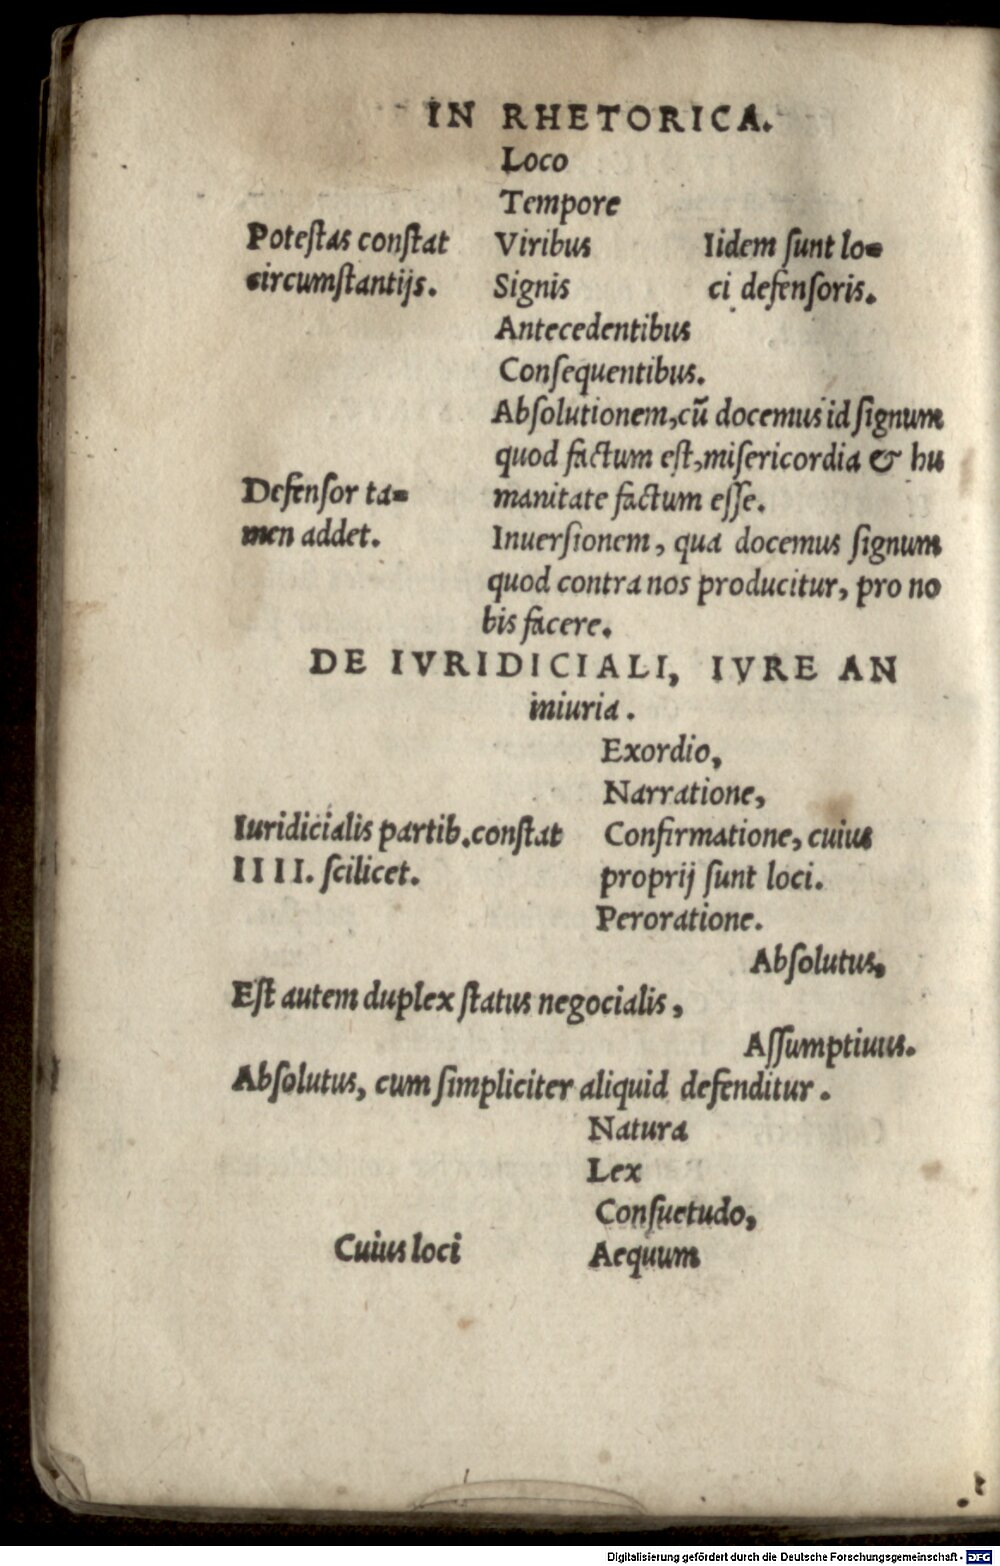 IN RHETORICA.
Loco
Tempore
Potestas constat Viribus Iidem sunt lo=
circumstantijs. Signis ci defensoris.
Antecedentibus
Consequentibus.
Absolutionem, cū docemus id signum
quod factum est, misericordia & hu
Defensor ta= manitate factum esse.
men addet. Inuersionem, qua docemus signum
quod contra nos producitur, pro no
bis facere.
DE IVRIDICIALI, IVRE AN
iniuria.
Exordio,
Narratione,
Iuridicialis partib. constat Confirmatione, cuius
IIII. scilicet. proprij sunt loci.
Peroratione.
Absolutus,
Est autem duplex status negocialis,
Assumptiuus.
Absolutus, cum simpliciter aliquid defenditur.
Natura
Lex
Consuetudo,
Cuius loci Aequum
Digitalisierung gefördert durch die Deutsche Forschungsgemeinschaft - DFG